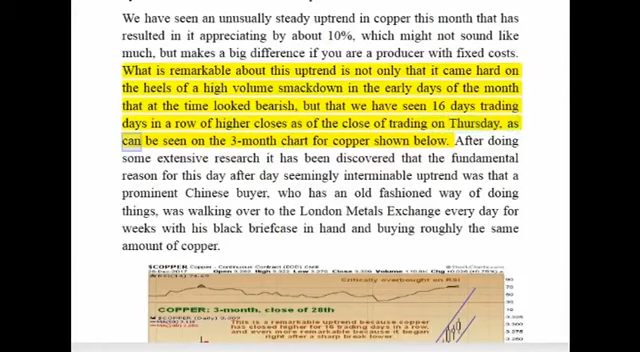 We have seen an unusually steady uptrend in copper this month that has
resulted in it appreciating by about 10%, which might not sound like
much, but makes a big difference if you are a producer with fixed costs.
What is remarkable about this uptrend is not only that it came hard on
the heels of a high volume smackdown in the early days of the month
that at the time looked bearish, but that we have seen 16 days trading
days in a row of higher closes as of the close of trading on Thursday, as
can be seen on the 3-month chart for copper shown below. After doing
some extensive research it has been discovered that the fundamental
reason for this day after day seemingly interminable uptrend was that a
prominent Chinese buyer, who has an old fashioned way of doing
things, was walking over to the London Metals Exchange every day for
weeks with his black briefcase in hand and buying roughly the same
amount of copper.
$COPPER Copper - Continuous Contract (EOD) CME
Critically overbought on RSI
COPPER: 3-month, close of 28th
$COPPER (Daily)
This is a remarkable uptrend because copper
has closed higher for 16 trading days in a row,
and even more remarkable because it began
right after a sharp break lower.